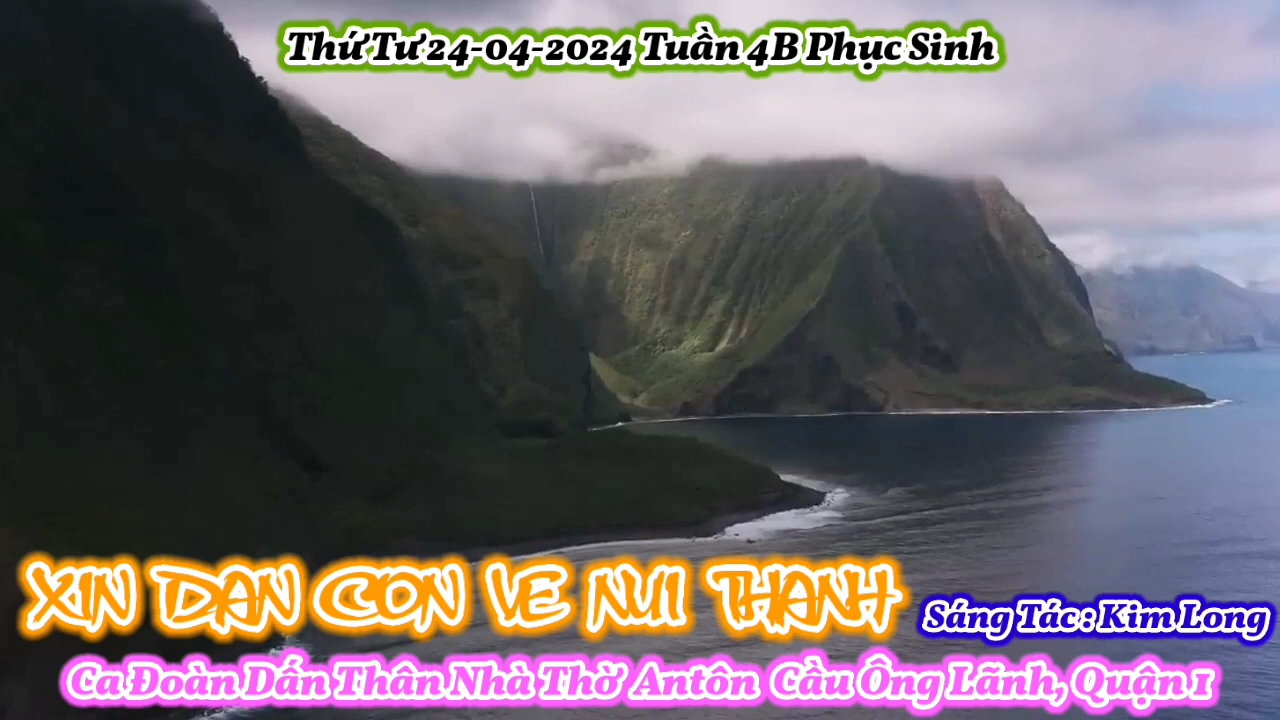 Thứ Tư 24-04-2024 Tuần 4B Phục Sinh
XIN DAN CON VE NUI THANH
Sáng Tác : Kim Long
Ca Đoàn Dấn Thân Nhà Thờ Antôn Cầu Ông Lãnh, Quận 1